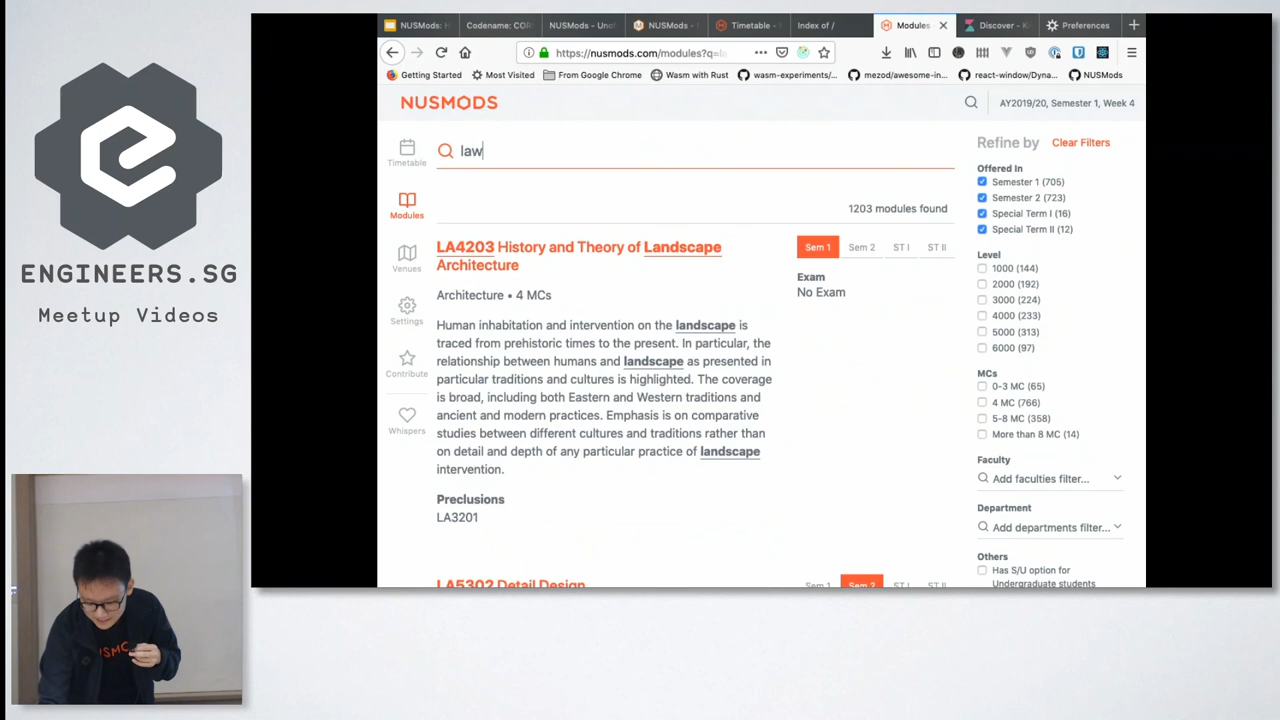 ENGINEERS.SG
Meetup Videos
NUSMods:
Codename: COR
NUSMods - Uno
NUSMods -
Timetable -
Index of /
Modules
Discover - K
Preferences
https://nusmods.com/modules?q=l
Getting Started
Most Visited
From Google Chrome
Wasm with Rust
wasm-experiments/...
mezod/awesome-in...
react-window/Dyna...
NUSMods
NUSMODS
AY2019/20, Semester 1, Week 4
Timetable
Modules
Venues
Settings
Contribute
Whispers
law
1203 modules found
LA4203 History and Theory of Landscape
Architecture
Architecture • 4 MCs
Human inhabitation and intervention on the landscape is
traced from prehistoric times to the present. In particular, the
relationship between humans and landscape as presented in
particular traditions and cultures is highlighted. The coverage
is broad, including both Eastern and Western traditions and
ancient and modern practices. Emphasis is on comparative
studies between different cultures and traditions rather than
on detail and depth of any particular practice of landscape
intervention.
Preclusions
LA3201
Sem 1 Sem 2 ST I ST II
Exam
No Exam
LA5302 Detail Design
Sem 1 Sem 2 ST I ST II
Refine by Clear Filters
Offered In
Semester 1 (705)
Semester 2 (723)
Special Term I (16)
Special Term II (12)
Level
1000 (144)
2000 (192)
3000 (224)
4000 (233)
5000 (313)
6000 (97)
MCs
0-3 MC (65)
4 MC (766)
5-8 MC (358)
More than 8 MC (14)
Faculty
Add faculties filter...
Department
Add departments filter...
Others
Has S/U option for
Undergraduate students